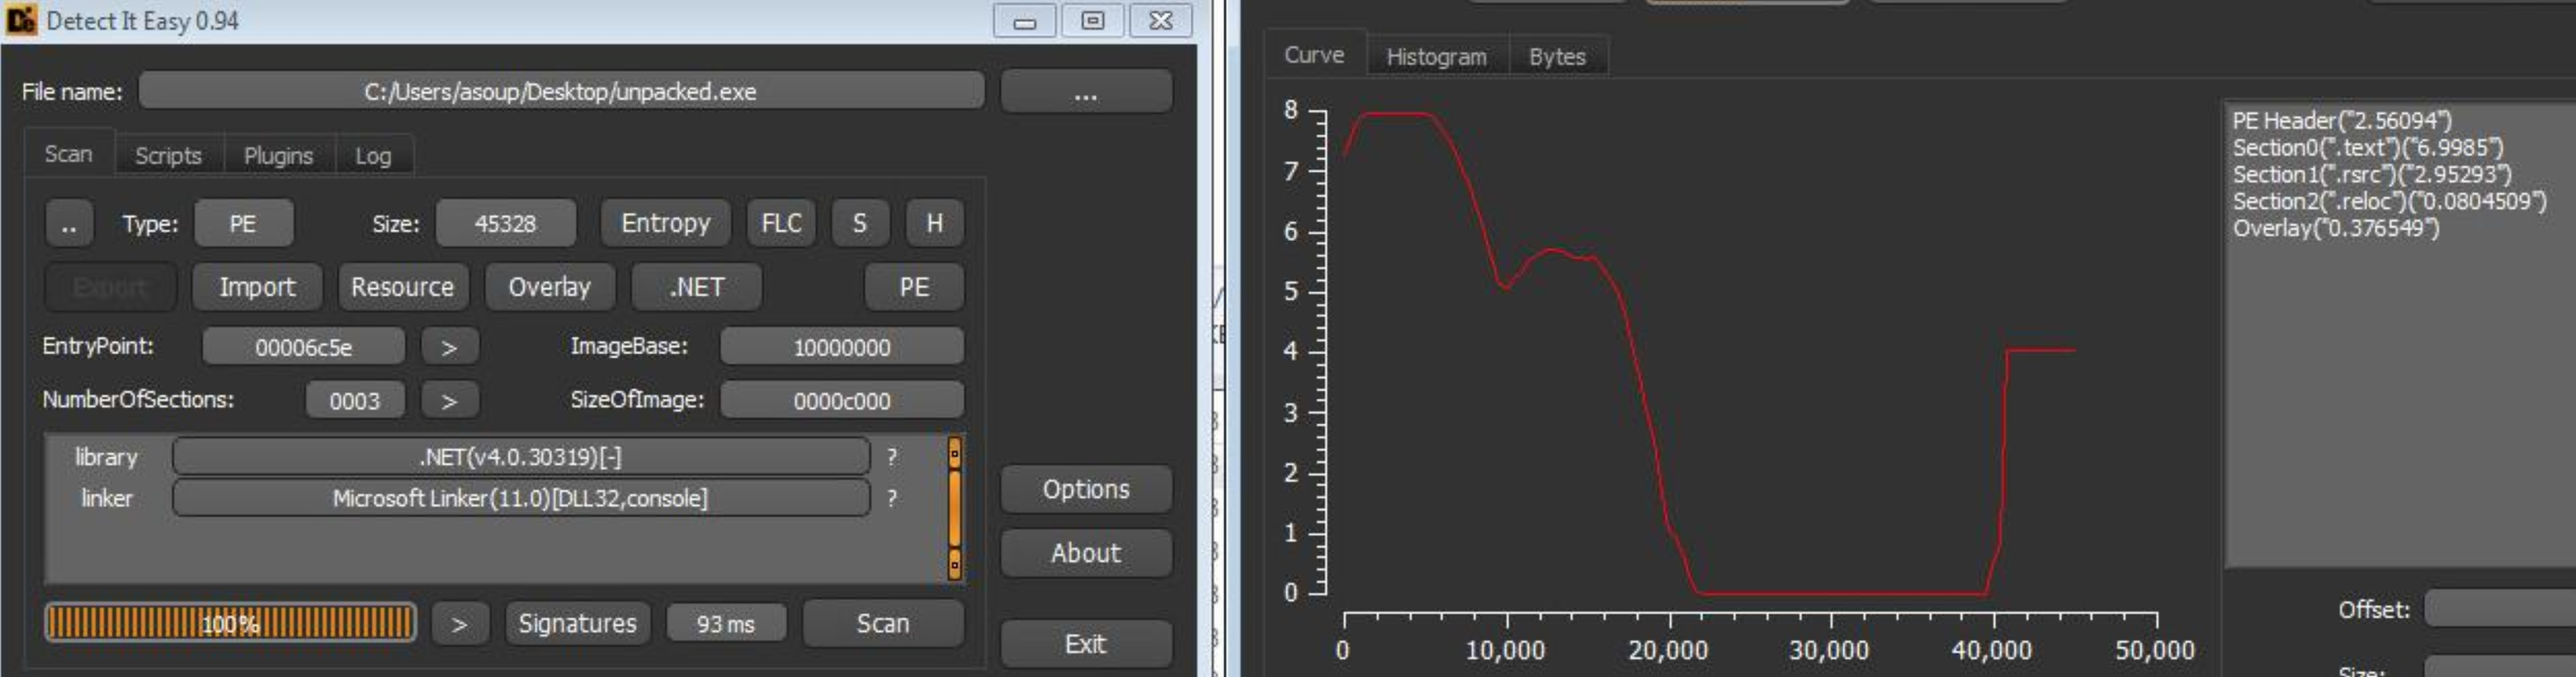 Detect It Easy 0.94
File name: C:/Users/asoup/Desktop/unpacked.exe ...
Scan Scripts Plugins Log
.. Type: PE Size: 45328 Entropy FLC S H
Export Import Resource Overlay .NET PE
EntryPoint: 00006c5e > ImageBase: 10000000
NumberOfSections: 0003 > SizeOfImage: 0000c000
library .NET(v4.0.30319)[-] ?
linker Microsoft Linker(11.0)[DLL32,console] ?
Options
About
100% > Signatures 93 ms Scan
Exit
Curve Histogram Bytes
8
7
6
5
4
3
2
1
0
0 10,000 20,000 30,000 40,000 50,000
PE Header("2.56094")
Section0(".text")("6.9985")
Section1(".rsrc")("2.95293")
Section2(".reloc")("0.0804509")
Overlay("0.376549")
Offset:
Size: